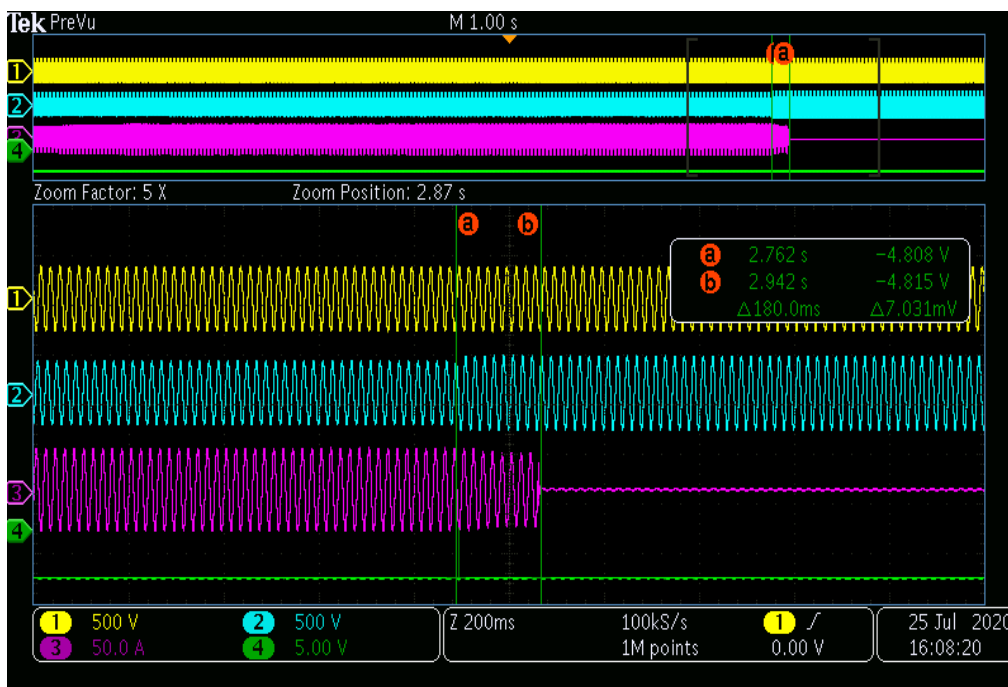 Tek PreVu M 1.00 s
a
1
2
3
4
Zoom Factor: 5 X Zoom Position: 2.87 s
a b
a 2.762 s −4.808 V
b 2.942 s −4.815 V
Δ180.0ms Δ7.031mV
1
2
3
4
1 500 V 2 500 V Z 200ms 100kS/s 1 25 Jul 2020
3 50.0 A 4 5.00 V 1M points 0.00 V 16:08:20